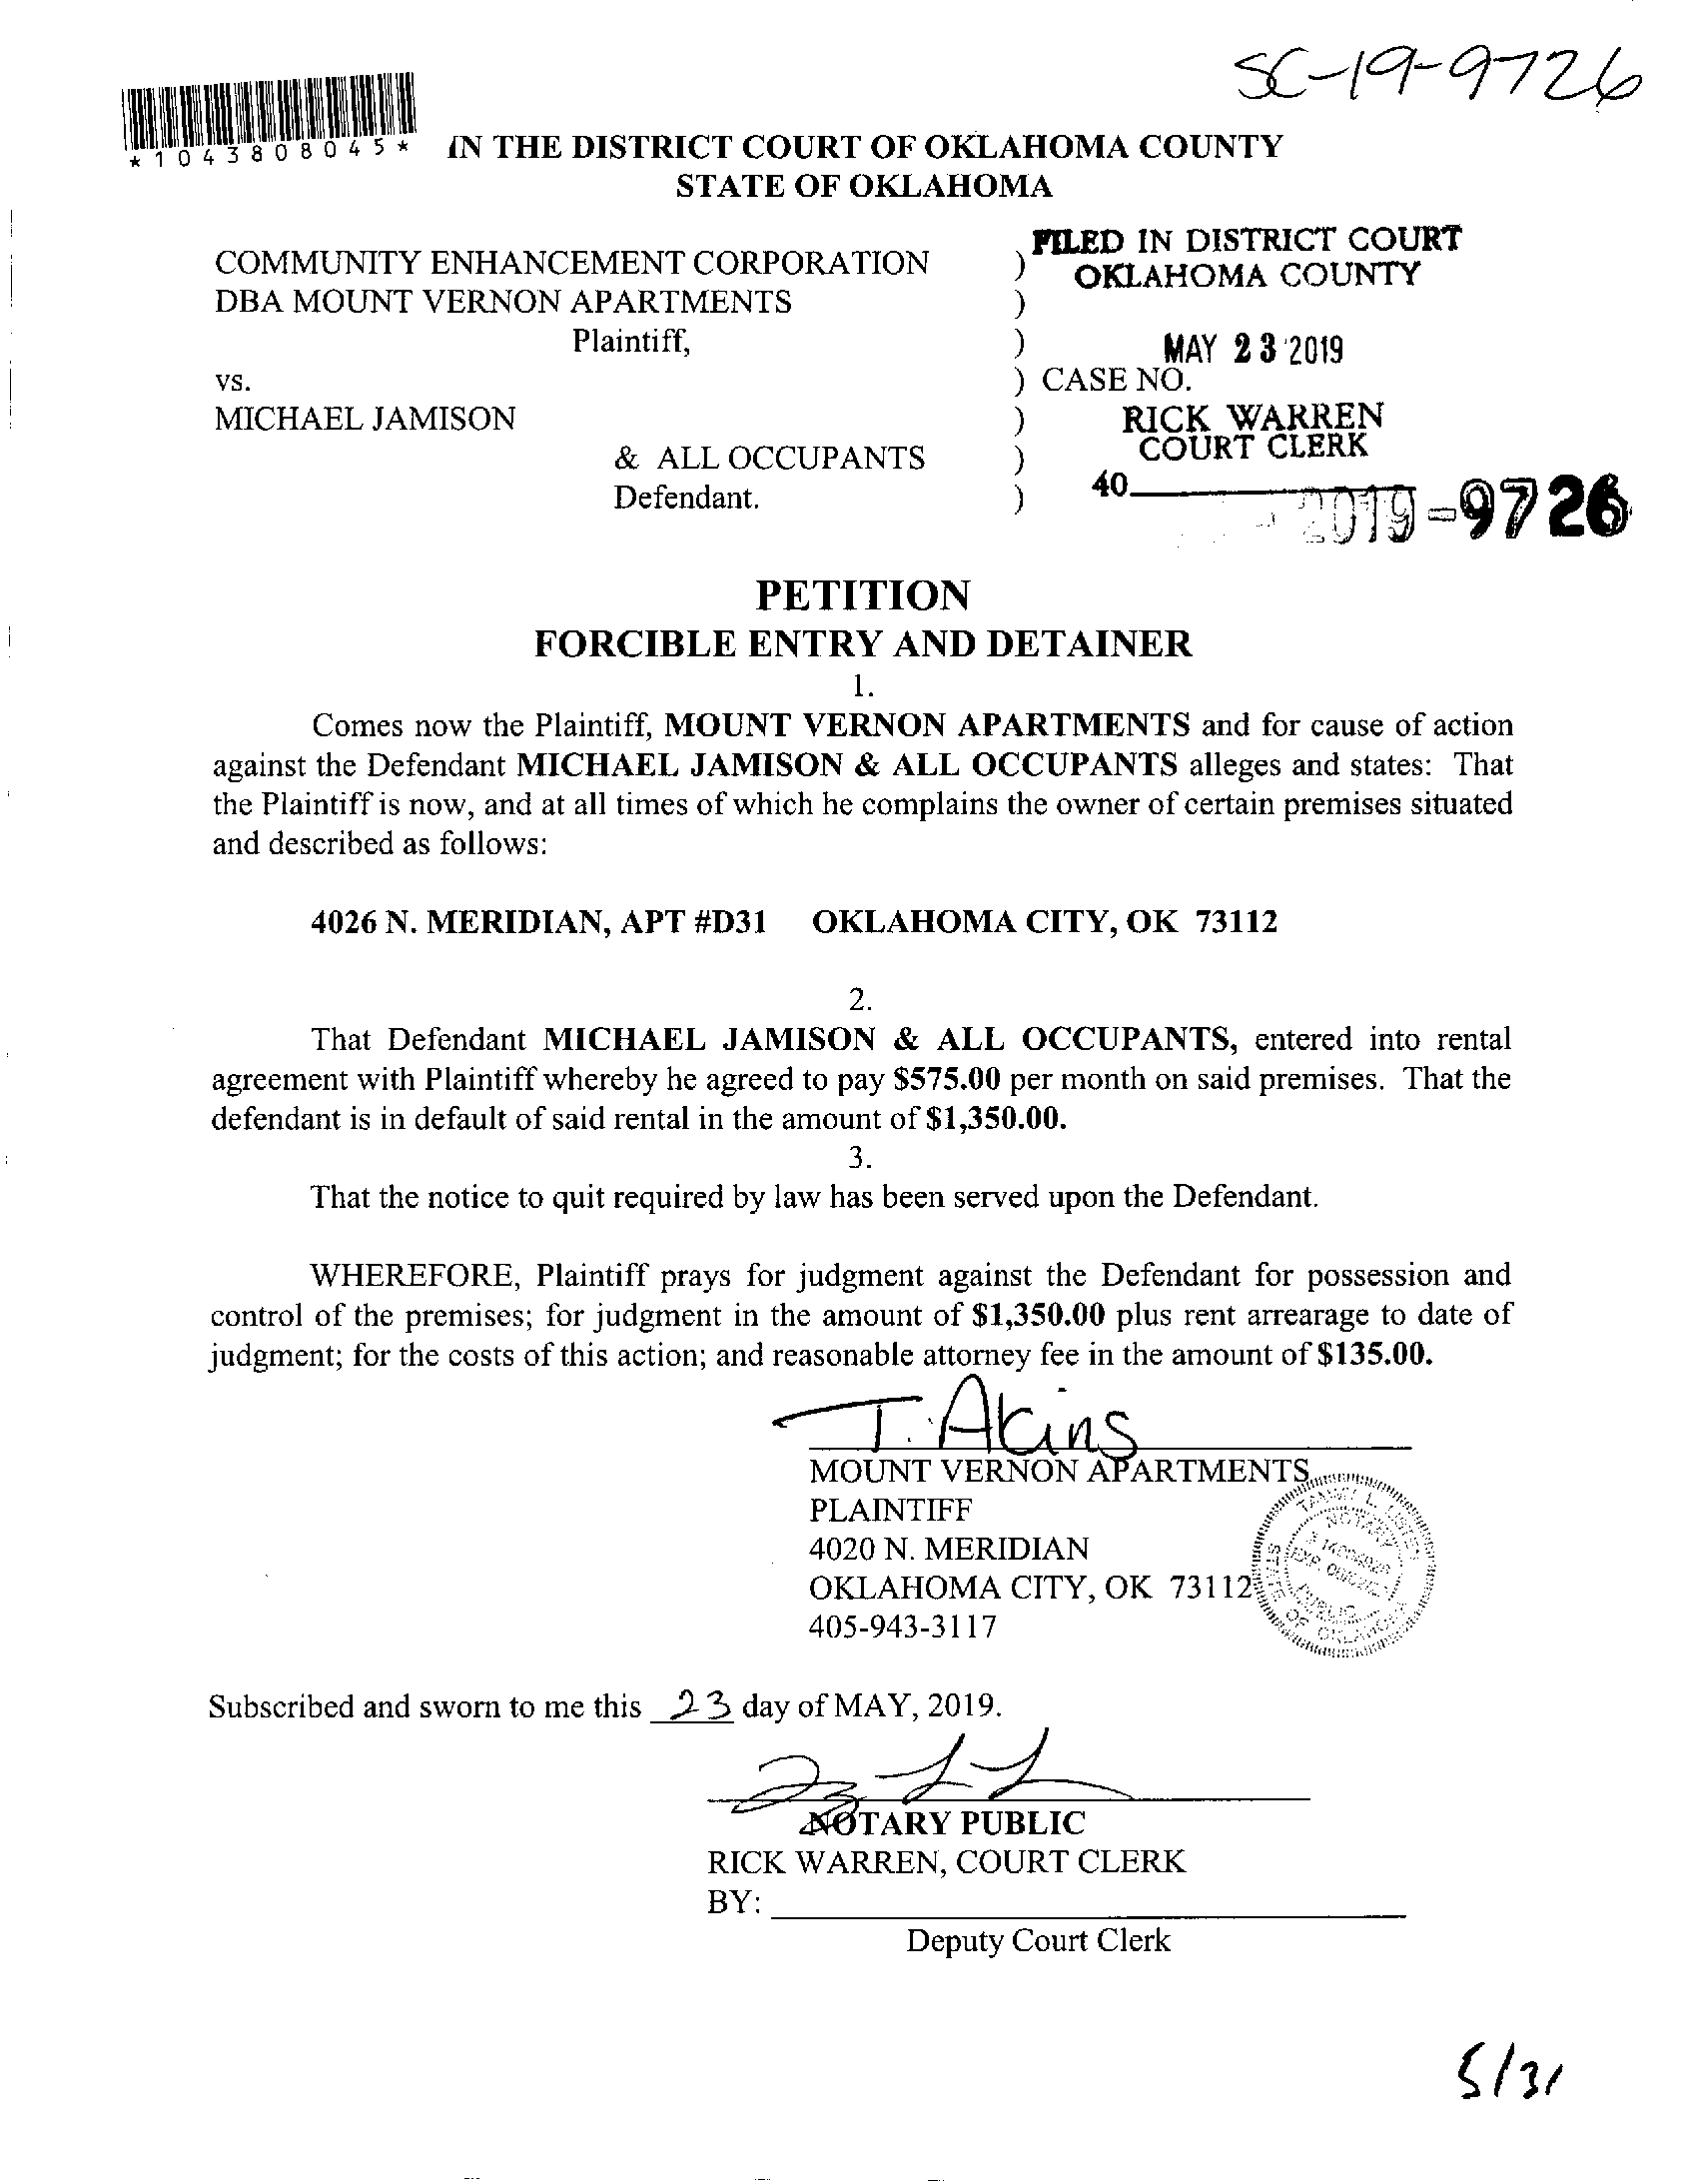 SC-19-9726
*1043808045*
IN THE DISTRICT COURT OF OKLAHOMA COUNTY
STATE OF OKLAHOMA
COMMUNITY ENHANCEMENT CORPORATION )
DBA MOUNT VERNON APARTMENTS )
Plaintiff, )
vs. ) CASE NO.
MICHAEL JAMISON )
& ALL OCCUPANTS )
Defendant. )
FILED IN DISTRICT COURT
OKLAHOMA COUNTY
MAY 23 2019
RICK WARREN
COURT CLERK
40
2019-9726
PETITION
FORCIBLE ENTRY AND DETAINER
1.
Comes now the Plaintiff, MOUNT VERNON APARTMENTS and for cause of action
against the Defendant MICHAEL JAMISON & ALL OCCUPANTS alleges and states: That
the Plaintiff is now, and at all times of which he complains the owner of certain premises situated
and described as follows:
4026 N. MERIDIAN, APT #D31 OKLAHOMA CITY, OK 73112
2.
That Defendant MICHAEL JAMISON & ALL OCCUPANTS, entered into rental
agreement with Plaintiff whereby he agreed to pay $575.00 per month on said premises. That the
defendant is in default of said rental in the amount of $1,350.00.
3.
That the notice to quit required by law has been served upon the Defendant.
WHEREFORE, Plaintiff prays for judgment against the Defendant for possession and
control of the premises; for judgment in the amount of $1,350.00 plus rent arrearage to date of
judgment; for the costs of this action; and reasonable attorney fee in the amount of $135.00.
T. Akins
MOUNT VERNON APARTMENTS
PLAINTIFF
4020 N. MERIDIAN
OKLAHOMA CITY, OK 73112
405-943-3117
NOTARY
PUBLIC
STATE OF OKLAHOMA
Subscribed and sworn to me this 23 day of MAY, 2019.
NOTARY PUBLIC
RICK WARREN, COURT CLERK
BY:
Deputy Court Clerk
5/31